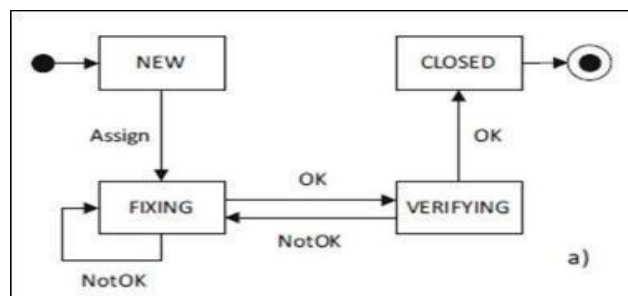 NEW
CLOSED
Assign
OK
OK
FIXING
VERIFYING
NotOK
NotOK
a)